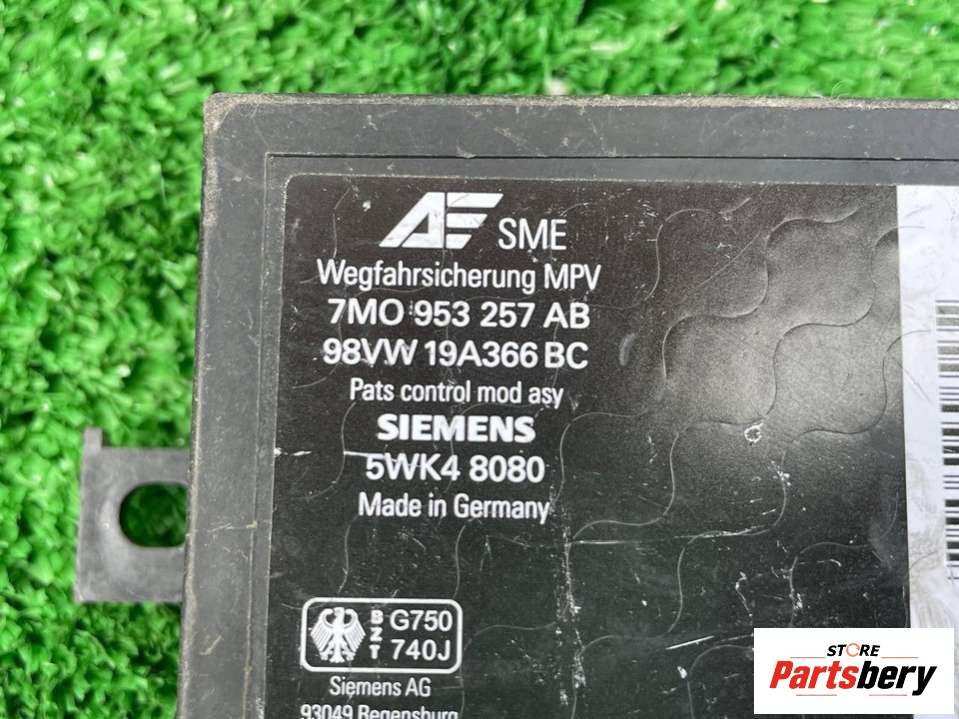 AE SME
Wegfahrsicherung MPV
7MO 953 257 AB
98VW 19A366 BC
Pats control mod asy
SIEMENS
5WK4 8080
Made in Germany
BZT G750
740J
Siemens AG
93049 Regensburg
STORE
Partsbery